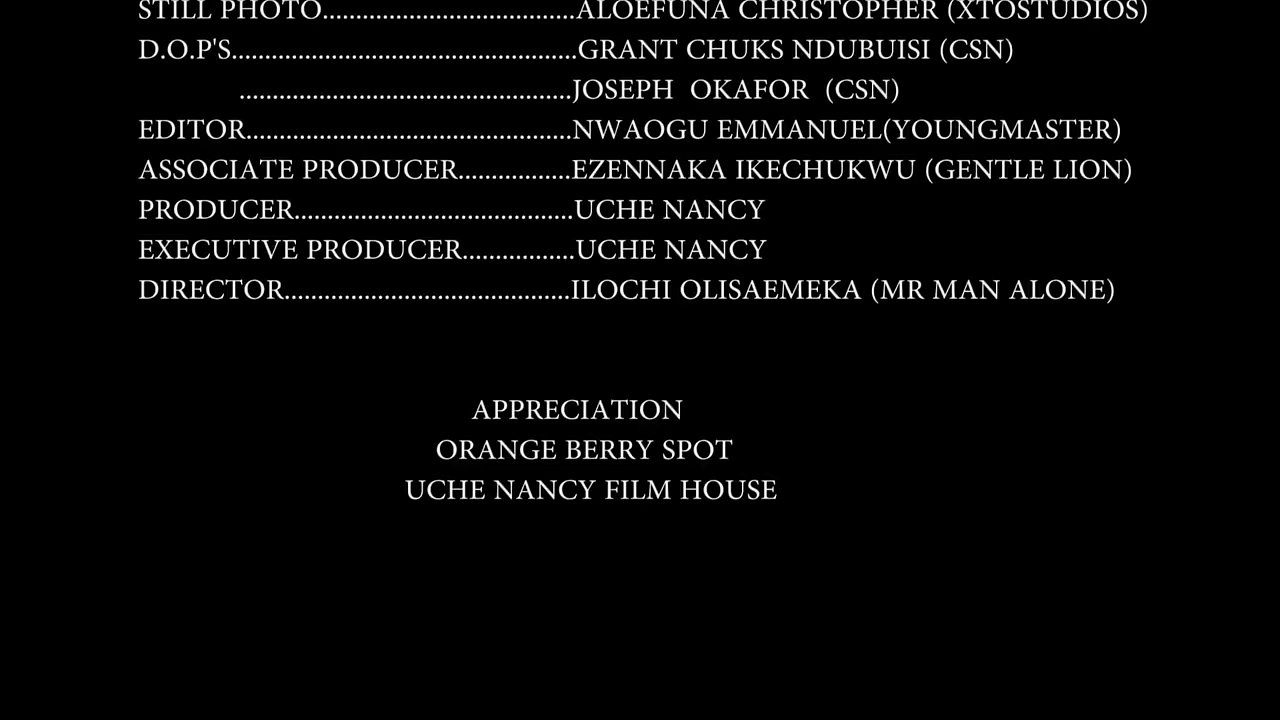 STILL PHOTO......................................ALOEFUNA CHRISTOPHER (XTOSTUDIOS)
D.O.P'S....................................................GRANT CHUKS NDUBUISI (CSN)
..................................................JOSEPH OKAFOR (CSN)
EDITOR.................................................NWAOGU EMMANUEL(YOUNGMASTER)
ASSOCIATE PRODUCER.................EZENNAKA IKECHUKWU (GENTLE LION)
PRODUCER..........................................UCHE NANCY
EXECUTIVE PRODUCER.................UCHE NANCY
DIRECTOR...........................................ILOCHI OLISAEMEKA (MR MAN ALONE)
APPRECIATION
ORANGE BERRY SPOT
UCHE NANCY FILM HOUSE